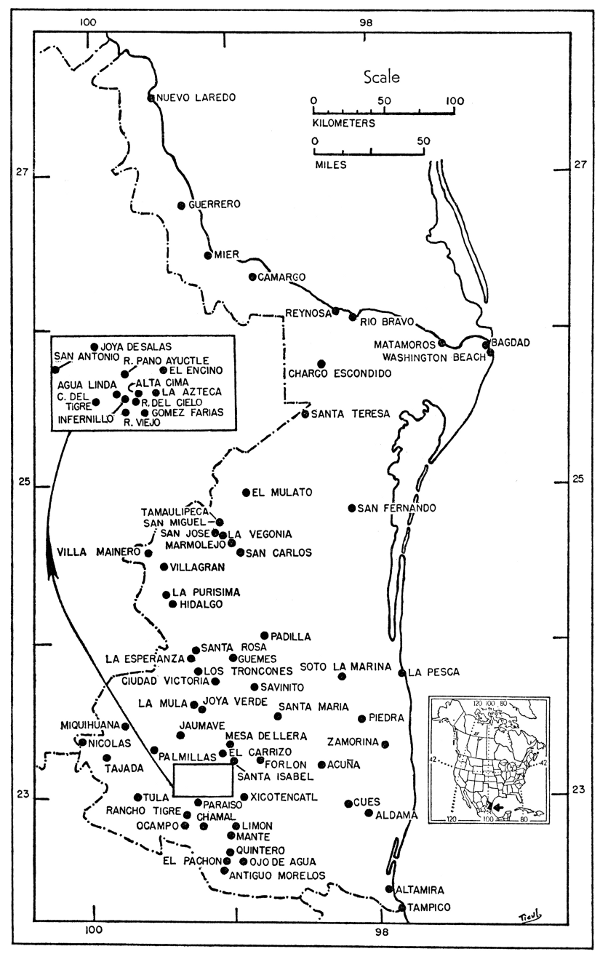 100
98
Scale
0 50 100
KILOMETERS
0 50
MILES
27
27
NUEVO LAREDO
GUERRERO
MIER
CAMARGO
REYNOSA
RIO BRAVO
MATAMOROS
BAGDAD
WASHINGTON BEACH
CHARCO ESCONDIDO
SANTA TERESA
JOYA DE SALAS
SAN ANTONIO
R. PANO AYUCTLE
EL ENCINO
AGUA LINDA
ALTA CIMA
LA AZTECA
C. DEL
TIGRE
R. DEL CIELO
INFERNILLO
GOMEZ FARIAS
R. VIEJO
25
25
EL MULATO
SAN FERNANDO
TAMAULIPECA
SAN MIGUEL
SAN JOSE
LA VEGONIA
MARMOLEJO
SAN CARLOS
VILLA MAINERO
VILLAGRAN
LA PURISIMA
HIDALGO
PADILLA
SANTA ROSA
LA ESPERANZA
GUEMES
LOS TRONCONES
SOTO LA MARINA
LA PESCA
CIUDAD VICTORIA
SAVINITO
LA MULA
JOYA VERDE
SANTA MARIA
PIEDRA
MIQUIHUANA
JAUMAVE
MESA DE LLERA
ZAMORINA
NICOLAS
PALMILLAS
EL CARRIZO
FORLON
ACUÑA
TAJADA
SANTA ISABEL
23
23
TULA
PARAISO
XICOTENCATL
CUES
RANCHO TIGRE
CHAMAL
ALDAMA
OCAMPO
LIMON
MANTE
QUINTERO
EL PACHON
OJO DE AGUA
ANTIGUO MORELOS
ALTAMIRA
TAMPICO
120 100 80
42
42
120 100 80
100
98